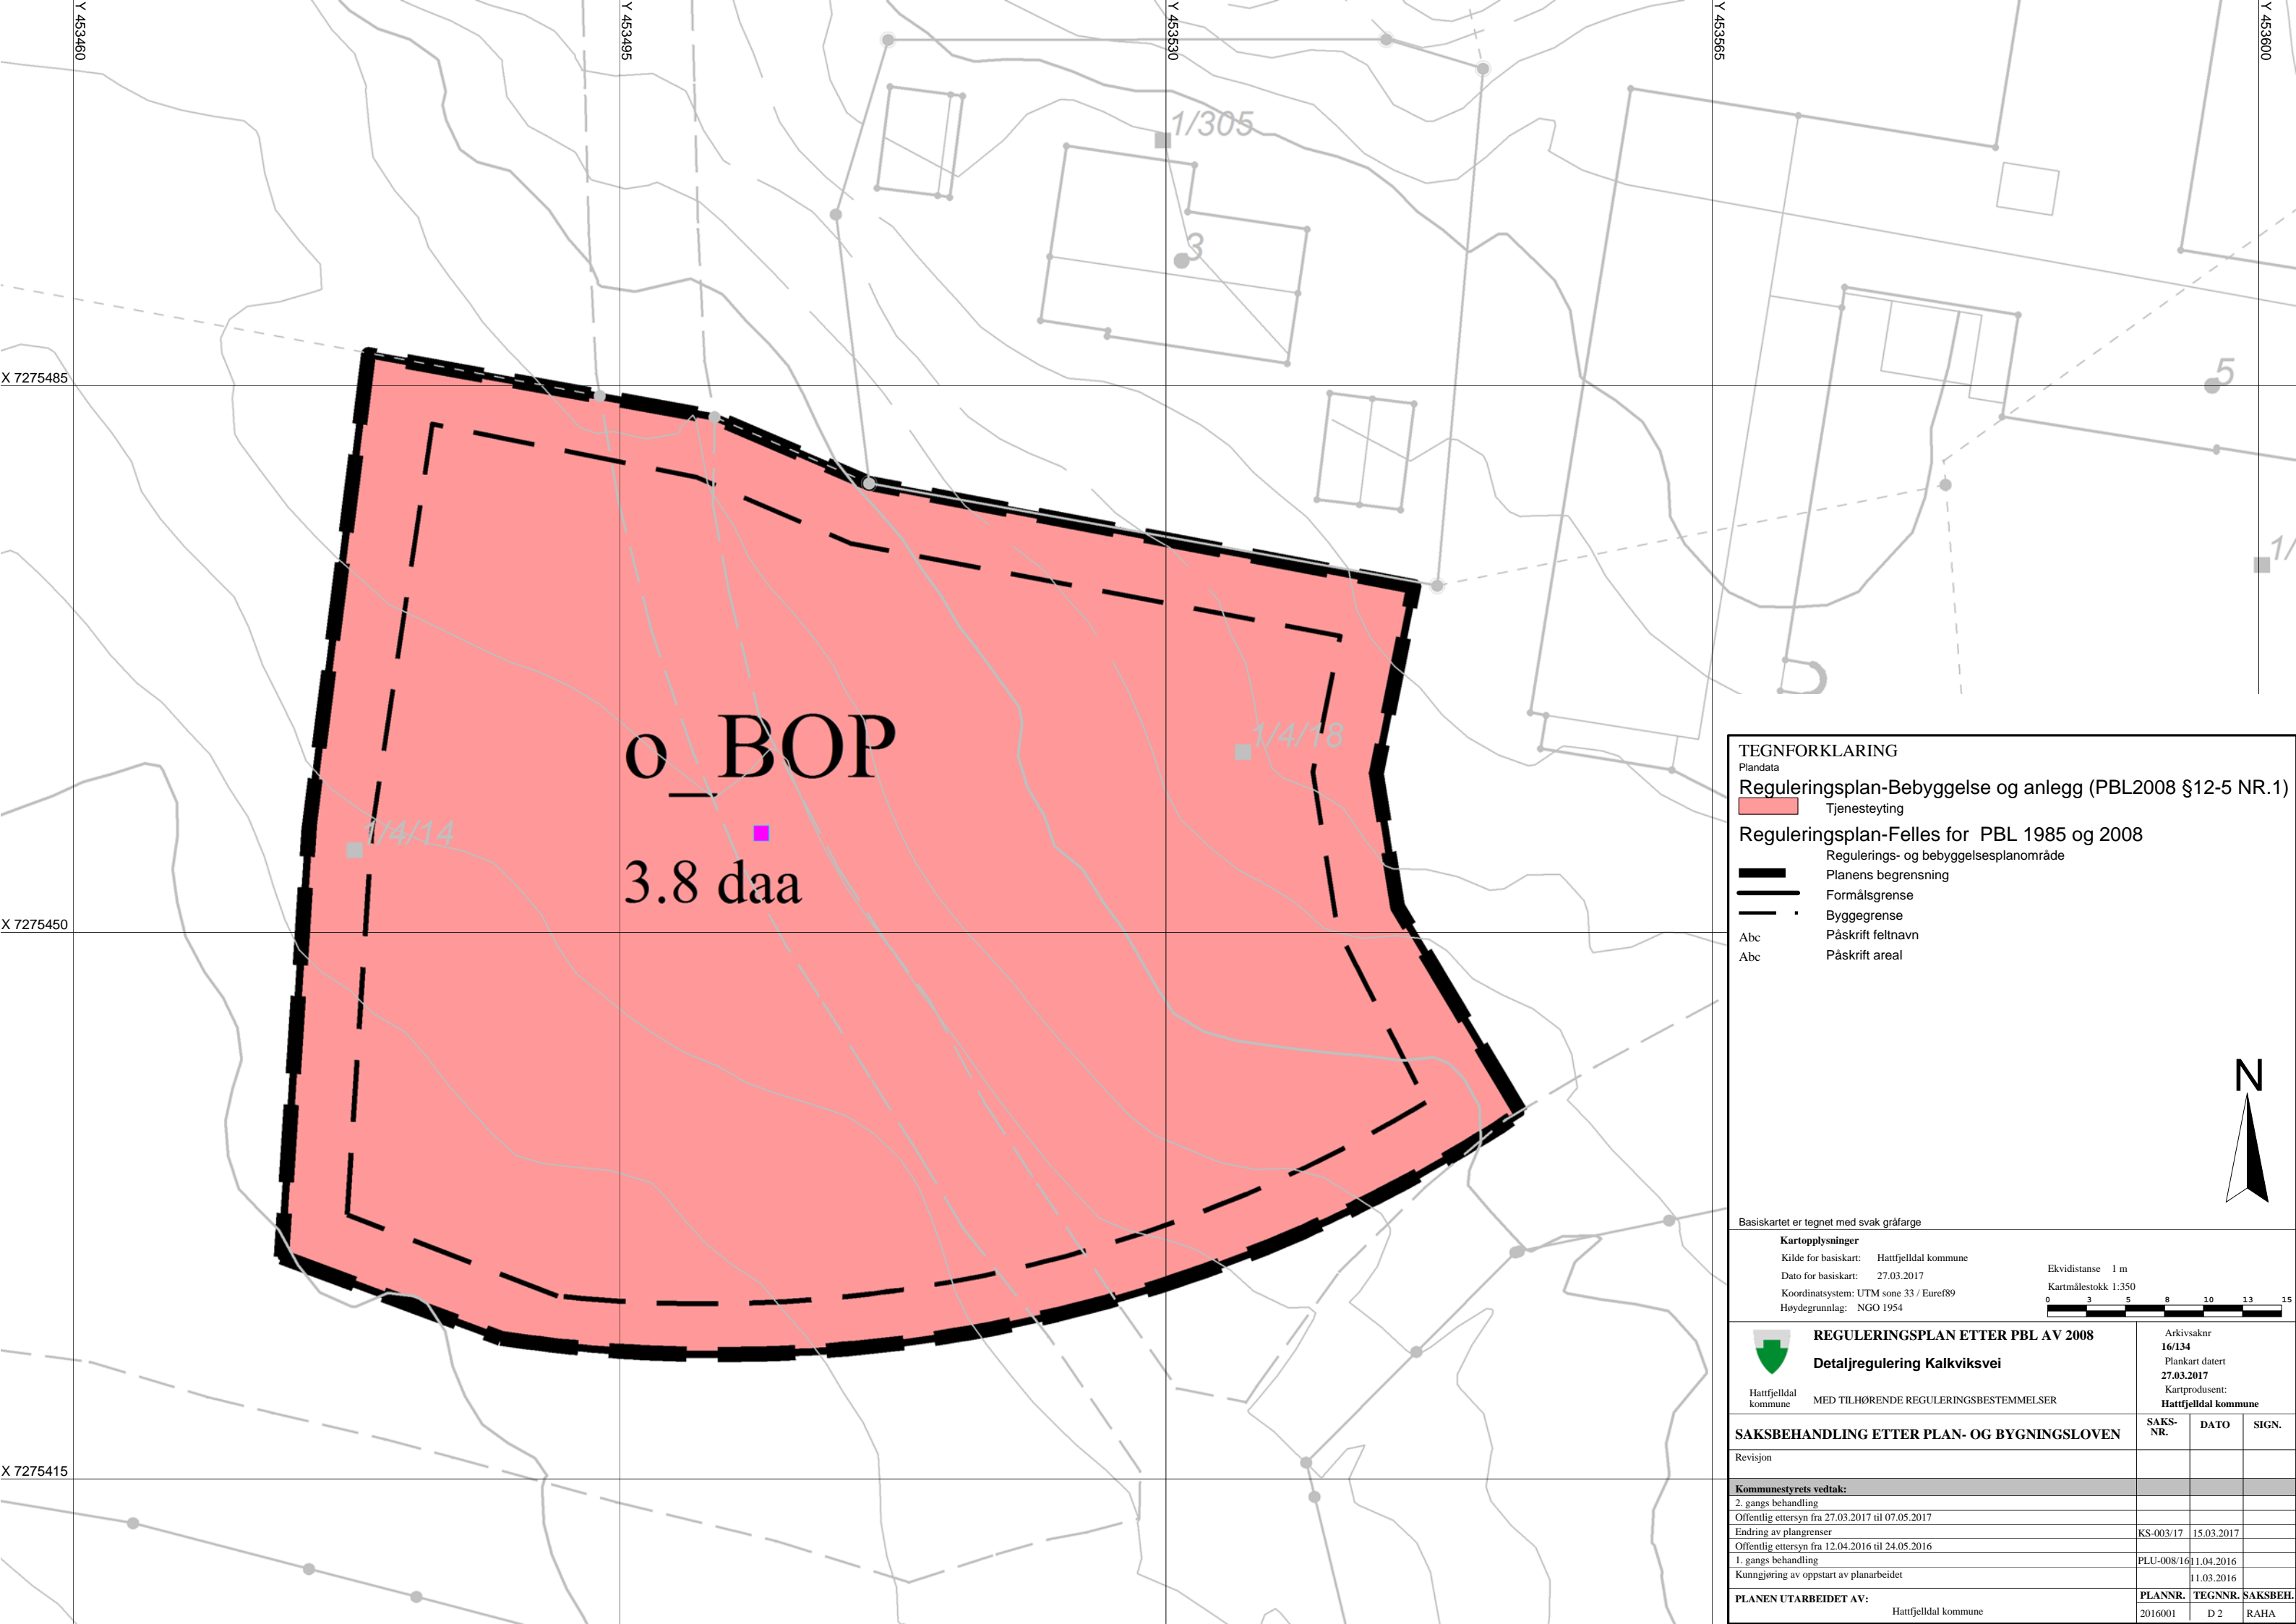 Y 453460
Y 453495
Y 453530
Y 453565
Y 453600
1/305
3
X 7275485
5
1/
o_BOP
1/4/18
1/4/14
3.8 daa
X 7275450
X 7275415
TEGNFORKLARING
Plandata
Reguleringsplan-Bebyggelse og anlegg (PBL2008 §12-5 NR.1)
Tjenesteyting
Reguleringsplan-Felles for PBL 1985 og 2008
Regulerings- og bebyggelsesplanområde
Planens begrensning
Formålsgrense
Byggegrense
Abc Påskrift feltnavn
Abc Påskrift areal
N
Basiskartet er tegnet med svak gråfarge
Kartopplysninger
Kilde for basiskart: Hattfjelldal kommune
Dato for basiskart: 27.03.2017
Koordinatsystem: UTM sone 33 / Euref89
Høydegrunnlag: NGO 1954
Ekvidistanse 1 m
Kartmålestokk 1:350
0 3 5 8 10 13 15
Hattfjelldal
kommune
REGULERINGSPLAN ETTER PBL AV 2008
Detaljregulering Kalkviksvei
MED TILHØRENDE REGULERINGSBESTEMMELSER
Arkivsaknr
16/134
Plankart datert
27.03.2017
Kartprodusent:
Hattfjelldal kommune
SAKSBEHANDLING ETTER PLAN- OG BYGNINGSLOVEN
SAKS-
NR.
DATO
SIGN.
Revisjon
Kommunestyrets vedtak:
2. gangs behandling
Offentlig ettersyn fra 27.03.2017 til 07.05.2017
Endring av plangrenser KS-003/17 15.03.2017
Offentlig ettersyn fra 12.04.2016 til 24.05.2016
1. gangs behandling PLU-008/16 11.04.2016
Kunngjøring av oppstart av planarbeidet 11.03.2016
PLANEN UTARBEIDET AV:
Hattfjelldal kommune
PLANNR. TEGNNR. SAKSBEH.
2016001 D 2 RAHA